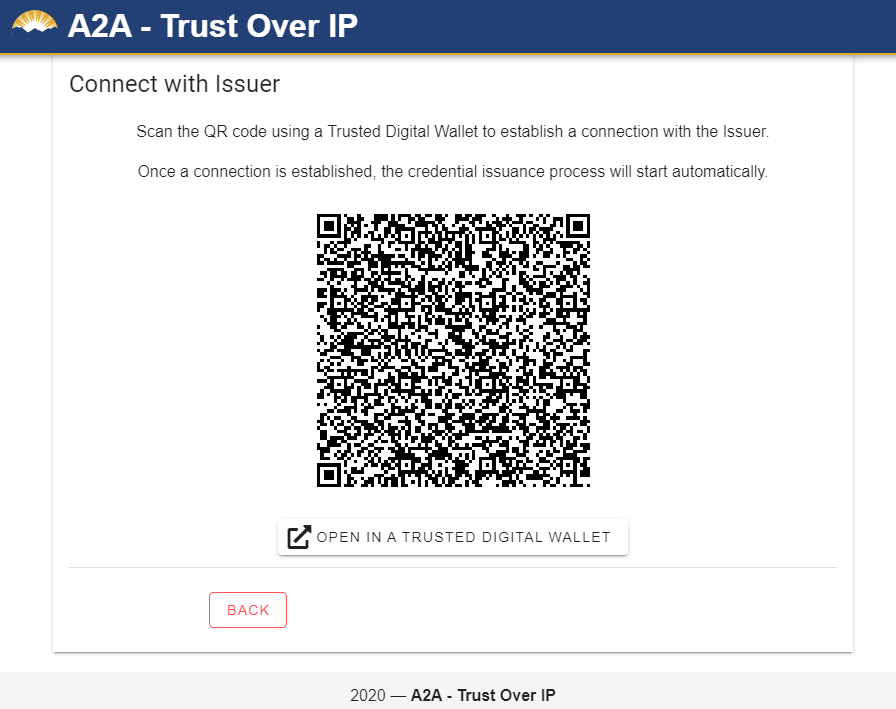 A2A - Trust Over IP
Connect with Issuer
Scan the QR code using a Trusted Digital Wallet to establish a connection with the Issuer.
Once a connection is established, the credential issuance process will start automatically.
OPEN IN A TRUSTED DIGITAL WALLET
BACK
2020 — A2A - Trust Over IP